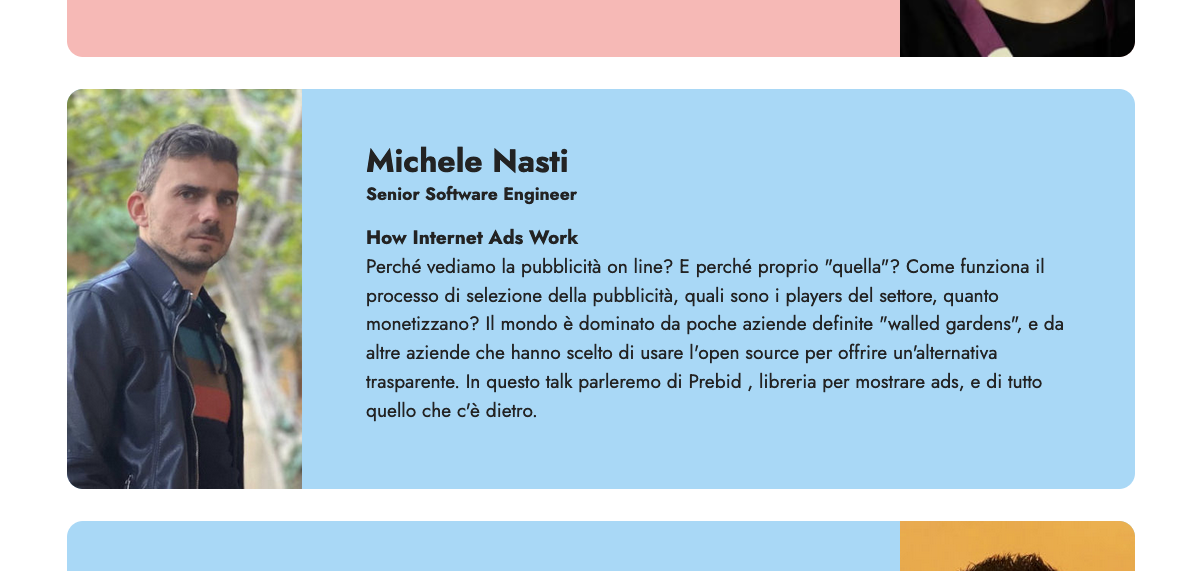 Michele Nasti
Senior Software Engineer
How Internet Ads Work
Perché vediamo la pubblicità on line? E perché proprio "quella"? Come funziona il
processo di selezione della pubblicità, quali sono i players del settore, quanto
monetizzano? Il mondo è dominato da poche aziende definite "walled gardens", e da
altre aziende che hanno scelto di usare l'open source per offrire un'alternativa
trasparente. In questo talk parleremo di Prebid , libreria per mostrare ads, e di tutto
quello che c'è dietro.